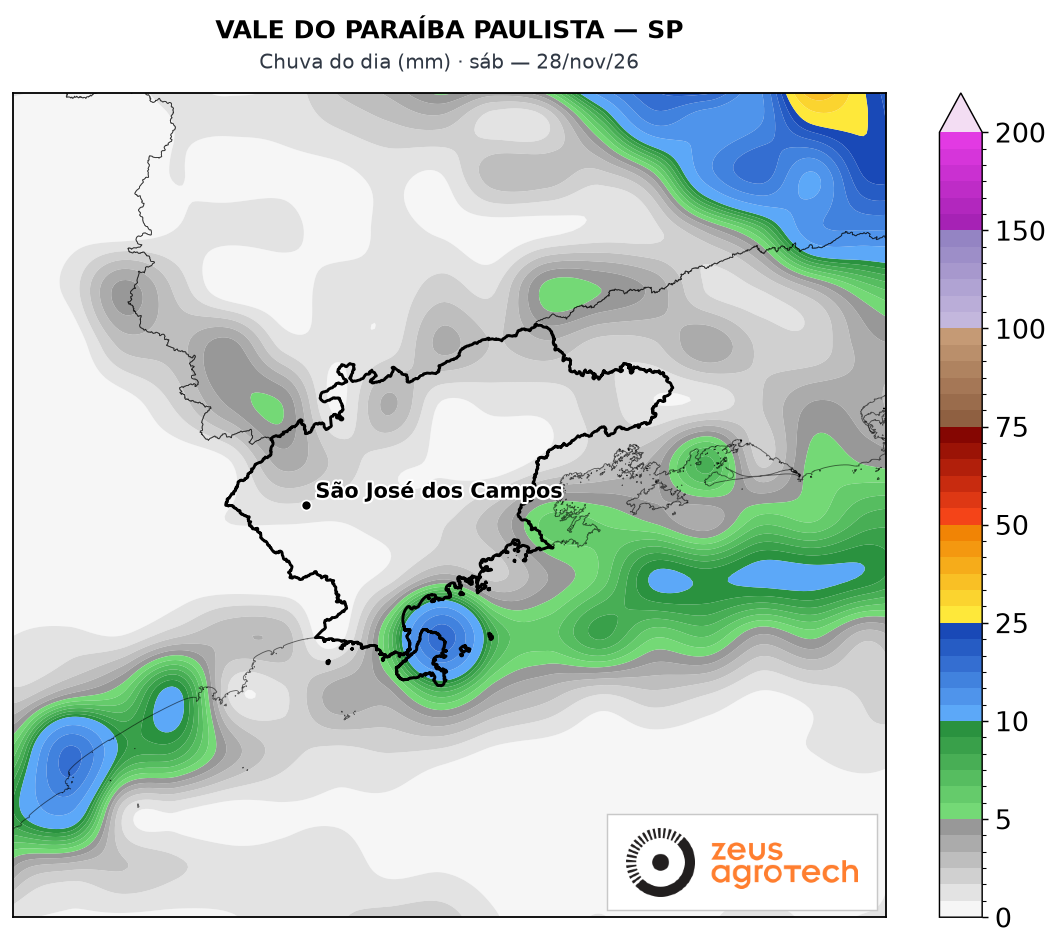 VALE DO PARAÍBA PAULISTA — SP
Chuva do dia (mm) · sáb — 28/nov/26
200
150
100
75
50
25
10
5
0
São José dos Campos
zeus
agrotech